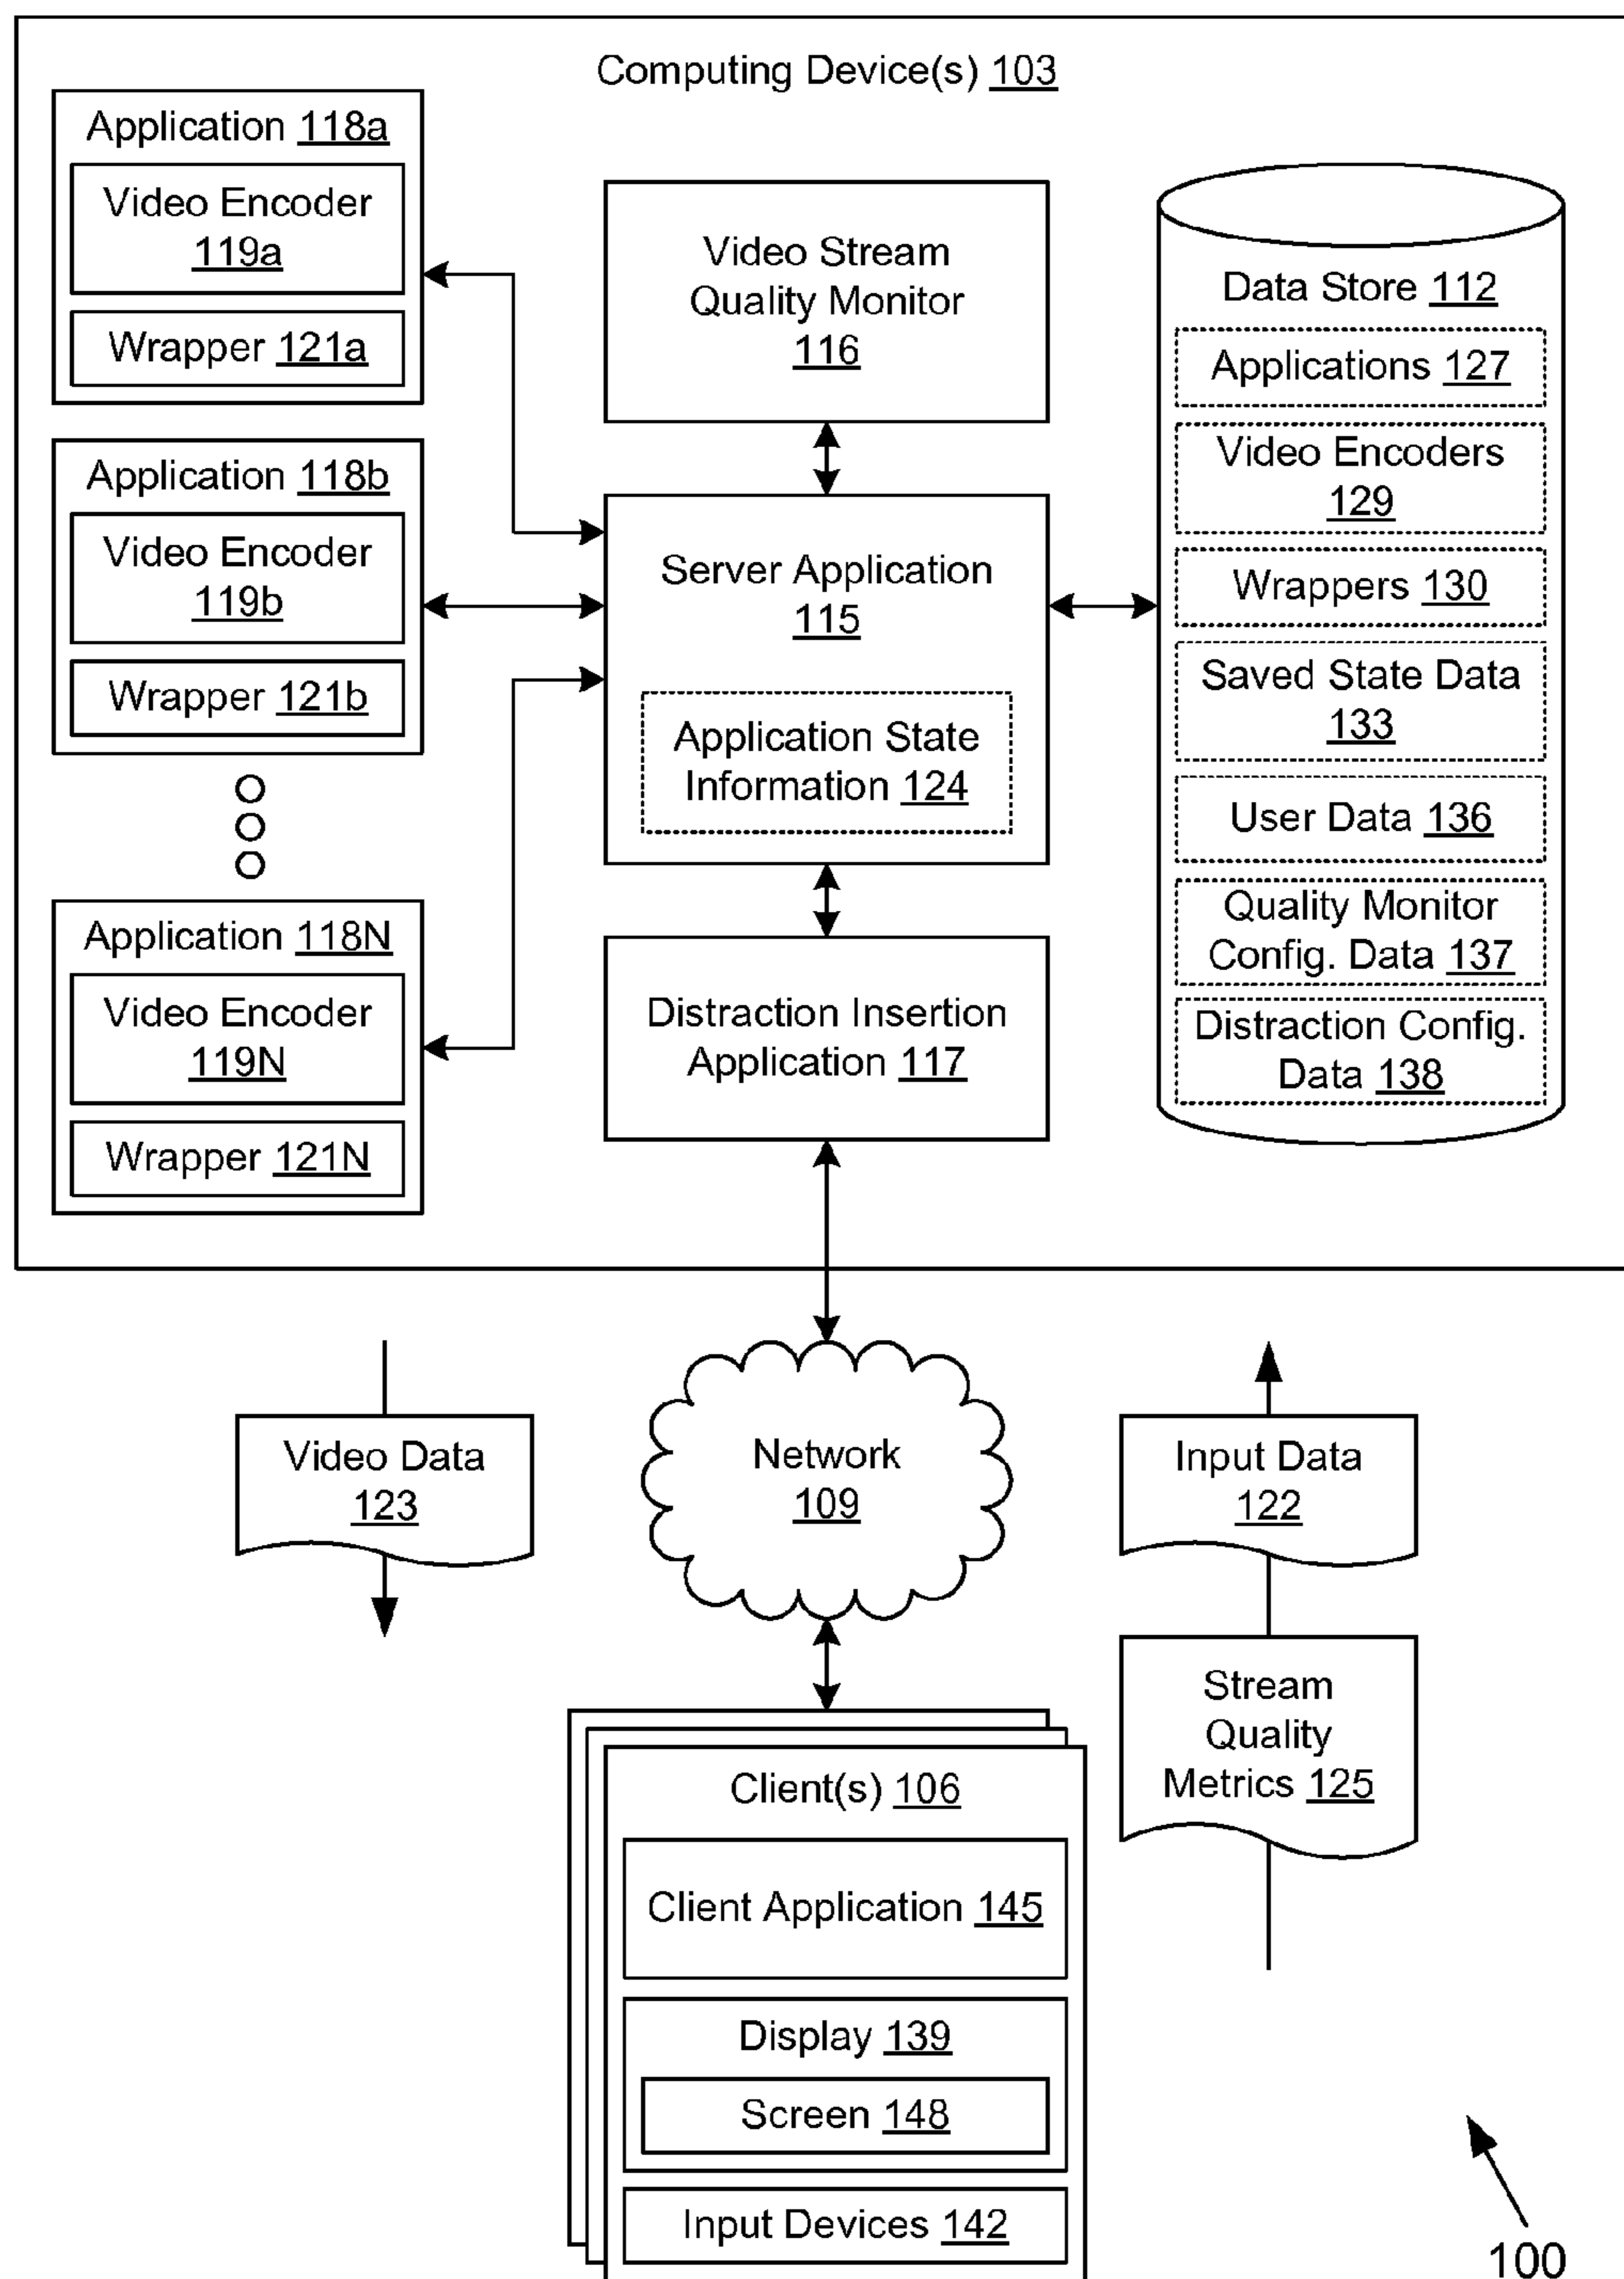 Computing Device(s) 103
Application 118a
Video Encoder
119a
Wrapper 121a
Application 118b
Video Encoder
119b
Wrapper 121b
Application 118N
Video Encoder
119N
Wrapper 121N
Video Stream
Quality Monitor
116
Server Application
115
Application State
Information 124
Distraction Insertion
Application 117
Data Store 112
Applications 127
Video Encoders
129
Wrappers 130
Saved State Data
133
User Data 136
Quality Monitor
Config. Data 137
Distraction Config.
Data 138
Video Data
123
Network
109
Input Data
122
Stream
Quality
Metrics 125
Client(s) 106
Client Application 145
Display 139
Screen 148
Input Devices 142
100